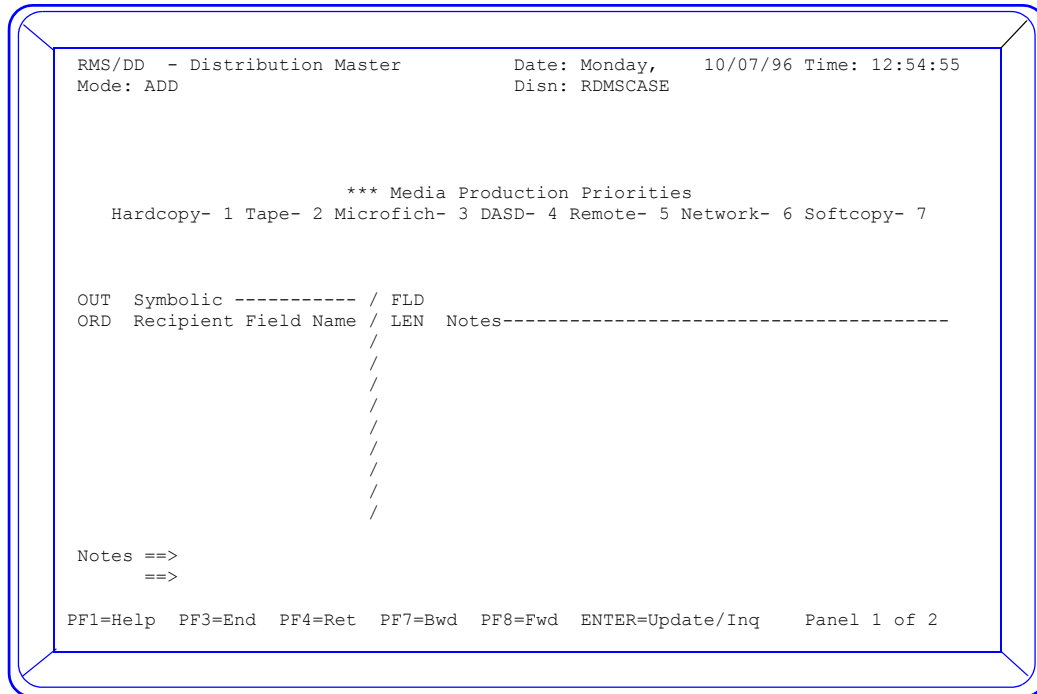 RMS/DD - Distribution Master Date: Monday, 10/07/96 Time: 12:54:55
Mode: ADD Disn: RDMSCASE
*** Media Production Priorities
Hardcopy- 1 Tape- 2 Microfich- 3 DASD- 4 Remote- 5 Network- 6 Softcopy- 7
OUT Symbolic ----------- / FLD
ORD Recipient Field Name / LEN Notes----------------------------------------
/
/
/
/
/
/
/
/
/
Notes ==>
==>
PF1=Help PF3=End PF4=Ret PF7=Bwd PF8=Fwd ENTER=Update/Inq Panel 1 of 2